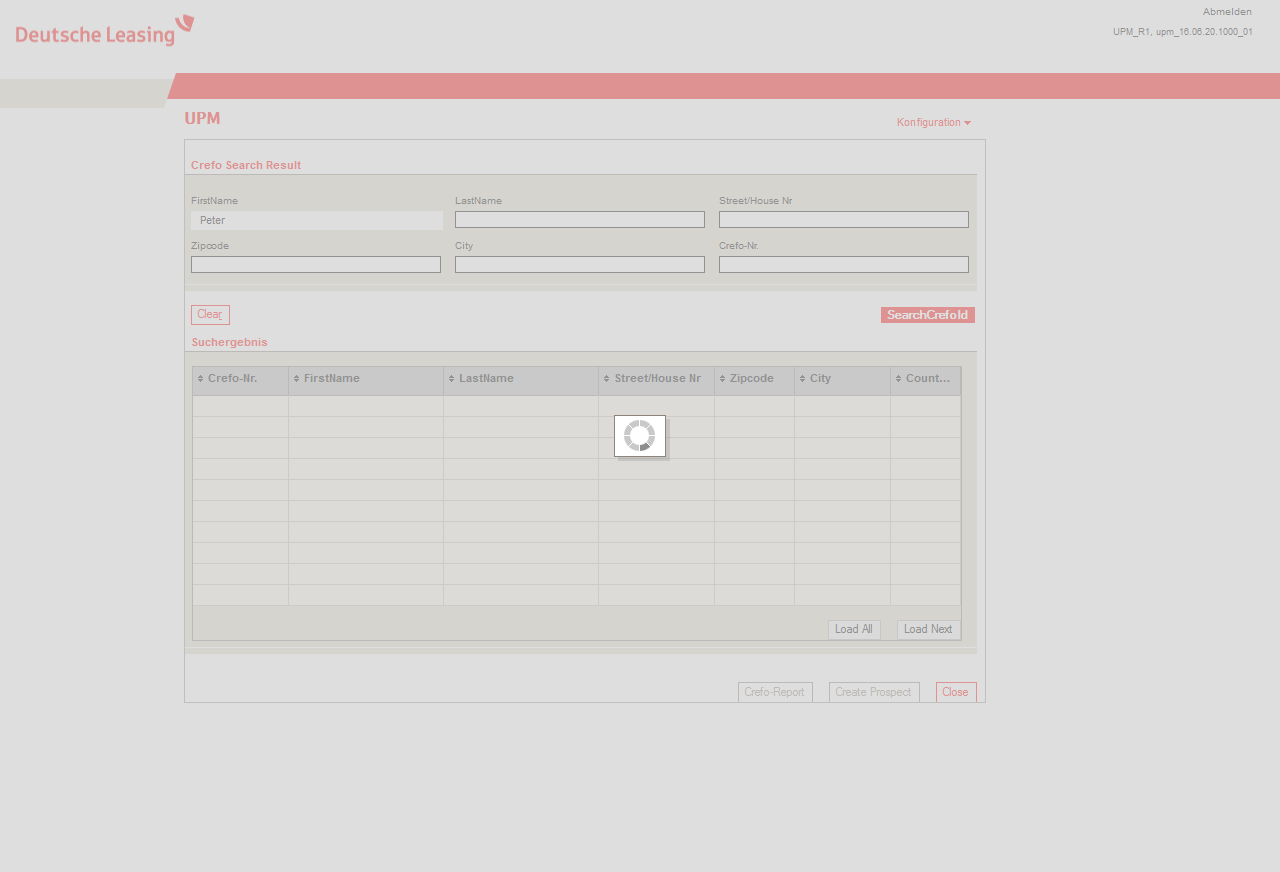 Deutsche Leasing
Abmelden
UPM_R1, upm_16.06.20.1000_01
UPM
Konfiguration
Crefo Search Result
FirstName LastName Street/House Nr
Peter
Zipcode City Crefo-Nr.
Clear SearchCrefoId
Suchergebnis
Crefo-Nr. FirstName LastName Street/House Nr Zipcode City Count...
Load All Load Next
Crefo-Report Create Prospect Close